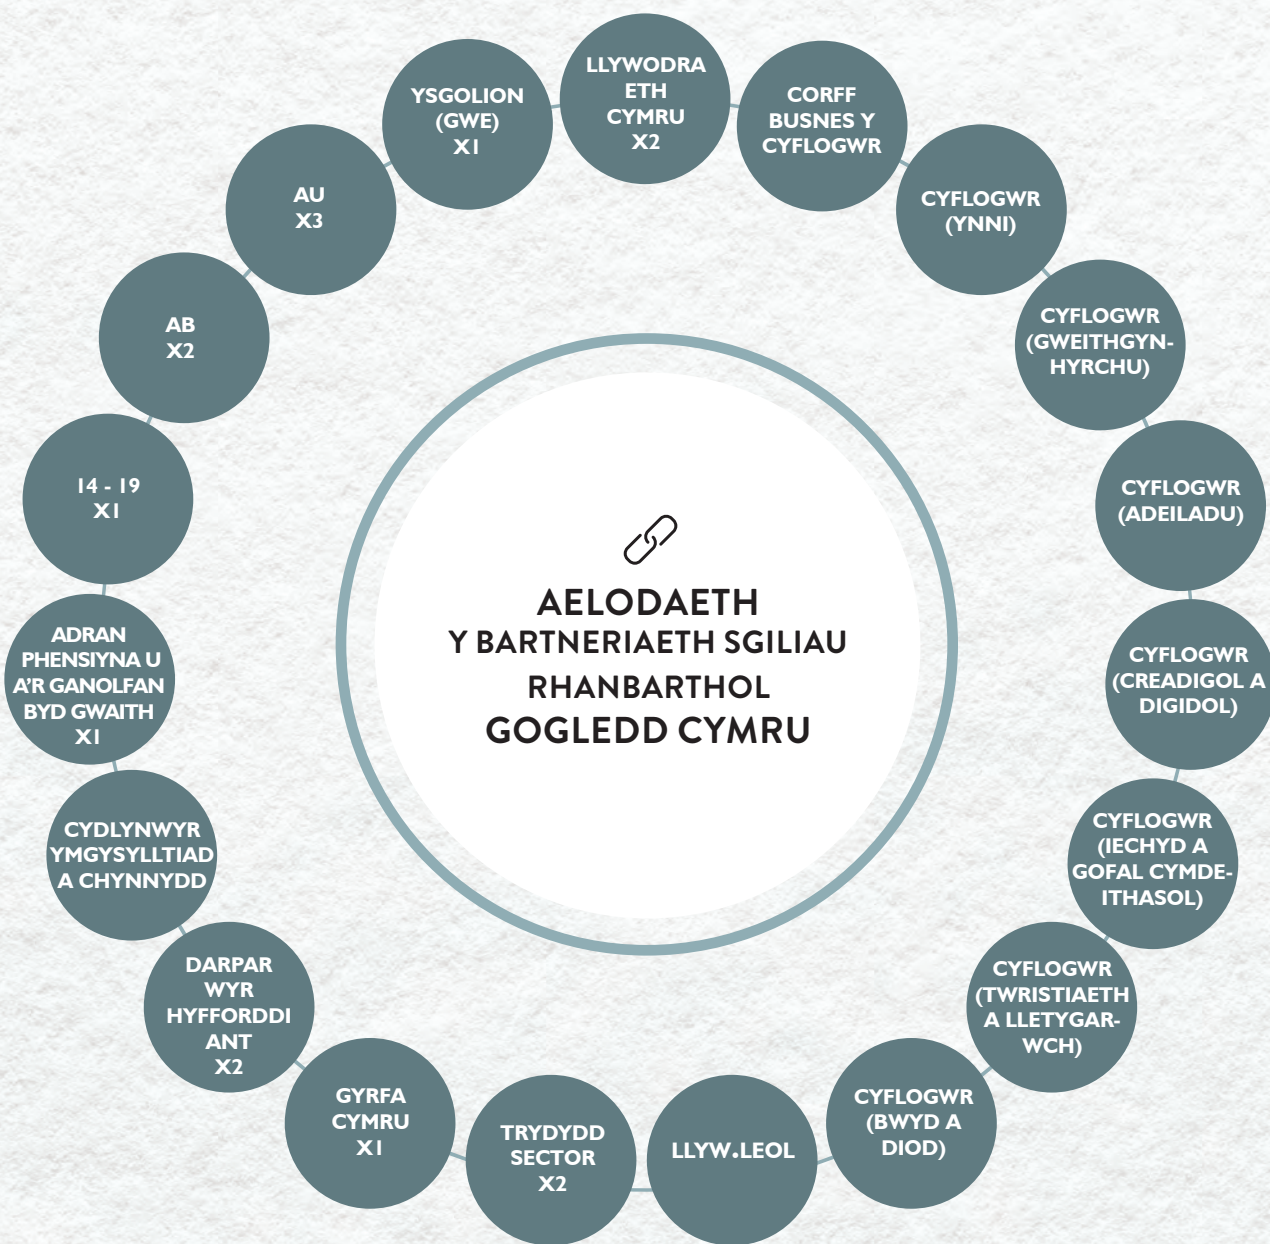 LLYWODRA
ETH
CYMRU
X2
CORFF
BUSNES Y
CYFLOGWR
CYFLOGWR
(YNNI)
CYFLOGWR
(GWEITHGYN-
HYRCHU)
CYFLOGWR
(ADEILADU)
CYFLOGWR
(CREADIGOL A
DIGIDOL)
CYFLOGWR
(IECHYD A
GOFAL CYMDE-
ITHASOL)
CYFLOGWR
(TWRISTIAETH
A LLETYGAR-
WCH)
CYFLOGWR
(BWYD A
DIOD)
LLYW.LEOL
TRYDYDD
SECTOR
X2
GYRFA
CYMRU
X1
DARPAR
WYR
HYFFORDDI
ANT
X2
CYDLYNWYR
YMGYSYLLTIAD
A CHYNNYDD
ADRAN
PHENSIYNA U
A'R GANOLFAN
BYD GWAITH
X1
14 - 19
X1
AB
X2
AU
X3
YSGOLION
(GWE)
X1
AELODAETH
Y BARTNERIAETH SGILIAU
RHANBARTHOL
GOGLEDD CYMRU